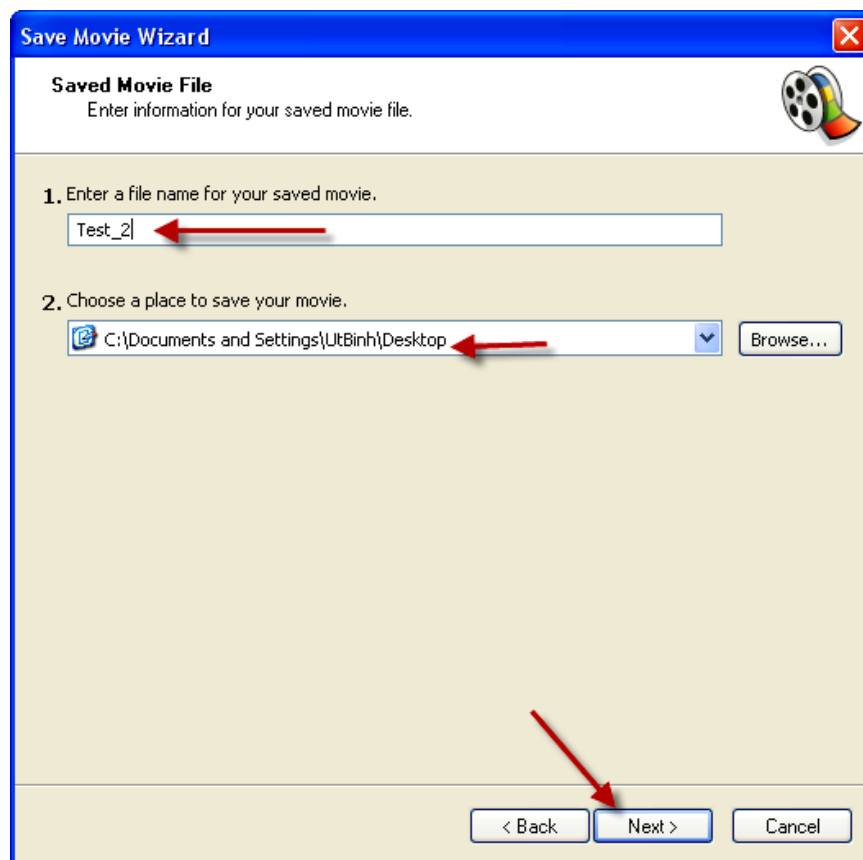 Save Movie Wizard
Saved Movie File
Enter information for your saved movie file.
1. Enter a file name for your saved movie.
Test_2
2. Choose a place to save your movie.
C:\Documents and Settings\UtBinh\Desktop
Browse...
< Back
Next >
Cancel